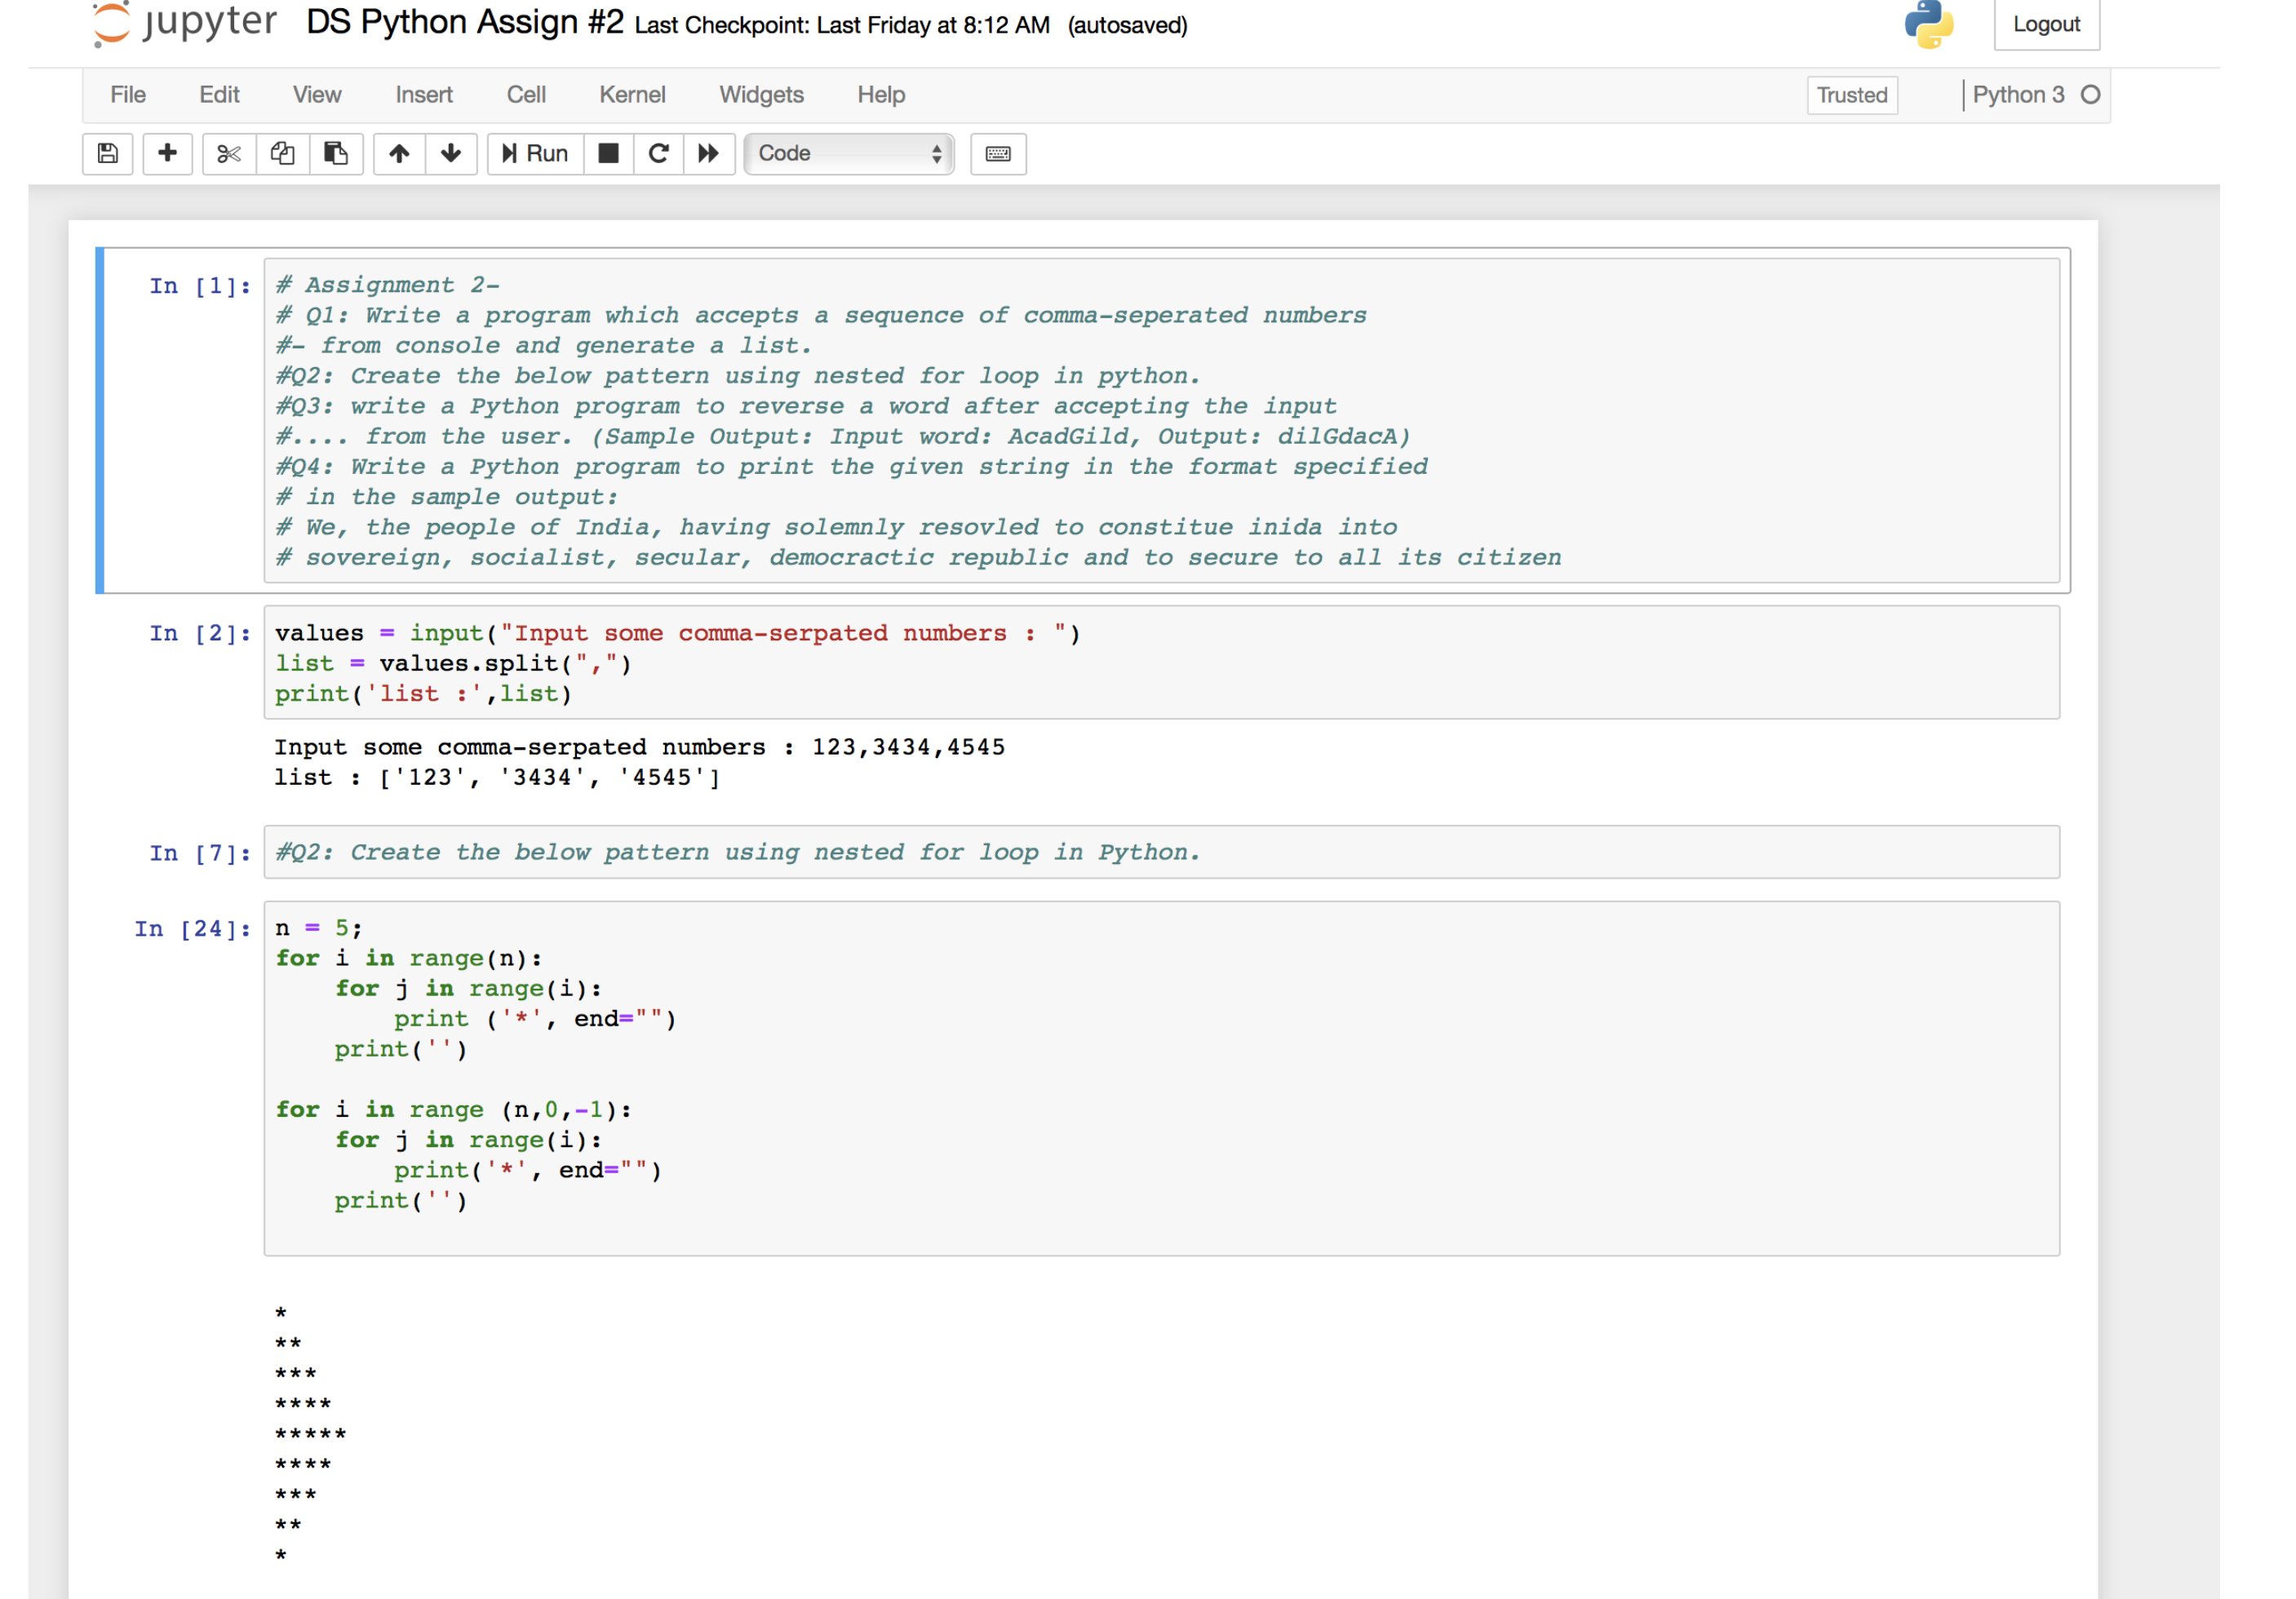 jupyter DS Python Assign #2 Last Checkpoint: Last Friday at 8:12 AM (autosaved) Logout
File Edit View Insert Cell Kernel Widgets Help Trusted Python 3
Run Code
In [1]: # Assignment 2-
# Q1: Write a program which accepts a sequence of comma-seperated numbers
#- from console and generate a list.
#Q2: Create the below pattern using nested for loop in python.
#Q3: write a Python program to reverse a word after accepting the input
#.... from the user. (Sample Output: Input word: AcadGild, Output: dilGdacA)
#Q4: Write a Python program to print the given string in the format specified
# in the sample output:
# We, the people of India, having solemnly resovled to constitue inida into
# sovereign, socialist, secular, democractic republic and to secure to all its citizen
In [2]: values = input("Input some comma-serpated numbers : ")
list = values.split(",")
print('list :',list)
Input some comma-serpated numbers : 123,3434,4545
list : ['123', '3434', '4545']
In [7]: #Q2: Create the below pattern using nested for loop in Python.
In [24]: n = 5;
for i in range(n):
    for j in range(i):
        print ('*', end="")
    print('')
for i in range (n,0,-1):
    for j in range(i):
        print('*', end="")
    print('')
*
**
***
****
*****
****
***
**
*